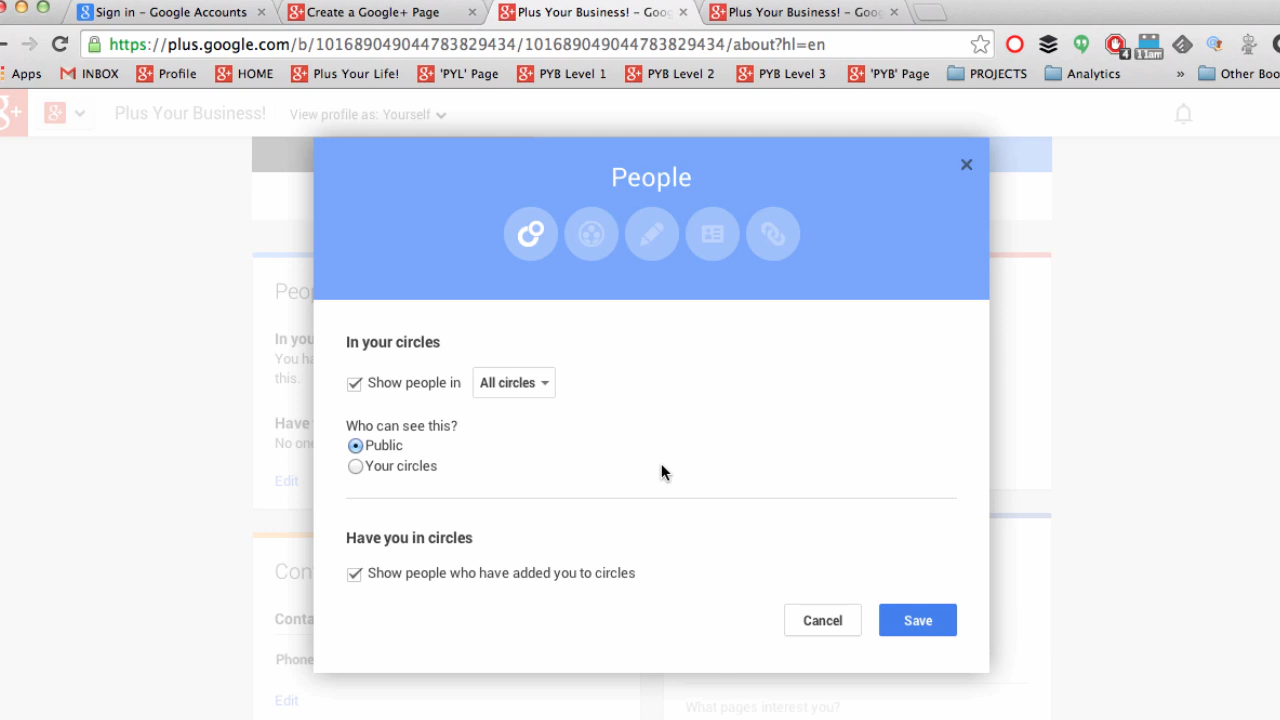 Sign in – Google Accounts × Create a Google+ Page × Plus Your Business! – Goog × Plus Your Business! – Goog ×
https://plus.google.com/b/101689049044783829434/101689049044783829434/about?hl=en 4 11am
Apps INBOX Profile HOME Plus Your Life! 'PYL' Page PYB Level 1 PYB Level 2 PYB Level 3 'PYB' Page PROJECTS Analytics » Other Boo
g+ g+ Plus Your Business! View profile as: Yourself
People ×
Peop
In your circles
In you
Show people in All circles
You ha
this.
Who can see this?
Have
Public
No one
Your circles
Edit
Have you in circles
Con
Show people who have added you to circles
Conta
Cancel Save
Phone
Edit
What pages interest you?